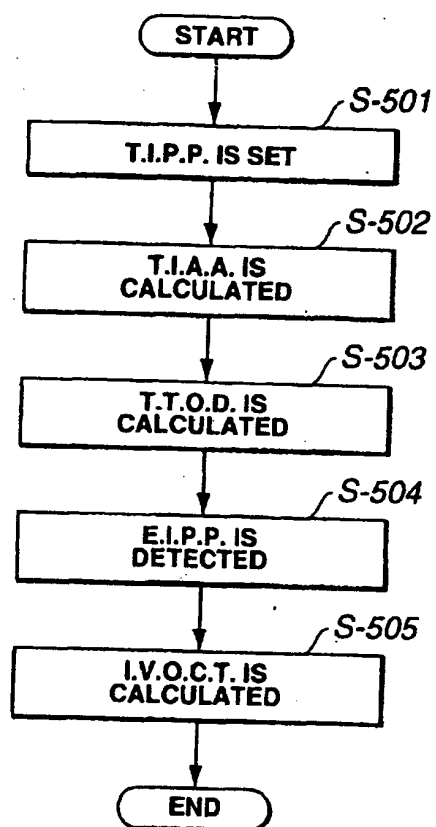 START
S-501
T.I.P.P. IS SET
S-502
T.I.A.A. IS
CALCULATED
S-503
T.T.O.D. IS
CALCULATED
S-504
E.I.P.P. IS
DETECTED
S-505
I.V.O.C.T. IS
CALCULATED
END